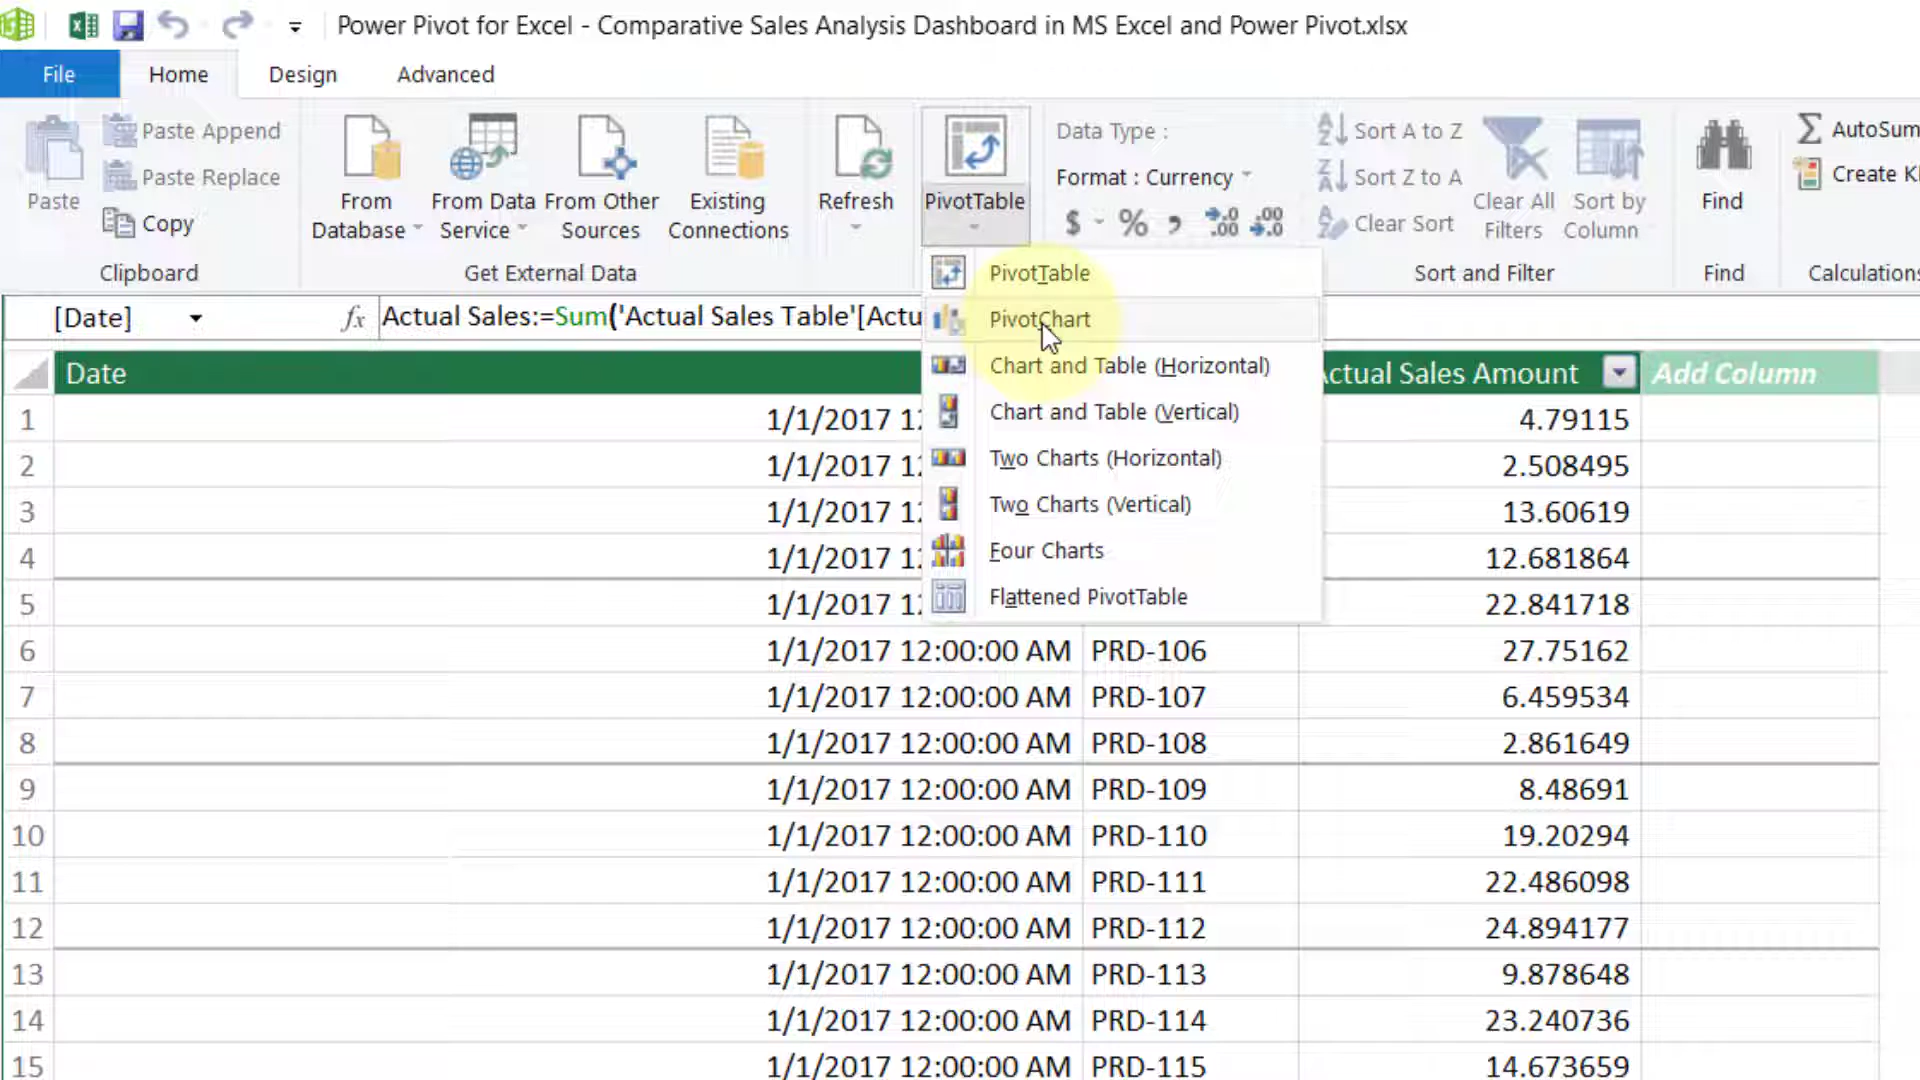 Power Pivot for Excel - Comparative Sales Analysis Dashboard in MS Excel and Power Pivot.xlsx
File Home Design Advanced
Paste
Paste Append
Paste Replace
Copy
Clipboard
From Database
From Data Service
From Other Sources
Existing Connections
Get External Data
Refresh
PivotTable
Data Type :
Format : Currency
$ % , .00 .00
Sort A to Z
Sort Z to A
Clear Sort
Clear All Filters
Sort by Column
Sort and Filter
Find
Find
AutoSum
Create K
Calculations
PivotTable
PivotChart
Chart and Table (Horizontal)
Chart and Table (Vertical)
Two Charts (Horizontal)
Two Charts (Vertical)
Four Charts
Flattened PivotTable
[Date] fx Actual Sales:=Sum('Actual Sales Table'[Actu
Date Actual Sales Amount Add Column
1 1/1/2017 12 4.79115
2 1/1/2017 12 2.508495
3 1/1/2017 12 13.60619
4 1/1/2017 12 12.681864
5 1/1/2017 12 22.841718
6 1/1/2017 12:00:00 AM PRD-106 27.75162
7 1/1/2017 12:00:00 AM PRD-107 6.459534
8 1/1/2017 12:00:00 AM PRD-108 2.861649
9 1/1/2017 12:00:00 AM PRD-109 8.48691
10 1/1/2017 12:00:00 AM PRD-110 19.20294
11 1/1/2017 12:00:00 AM PRD-111 22.486098
12 1/1/2017 12:00:00 AM PRD-112 24.894177
13 1/1/2017 12:00:00 AM PRD-113 9.878648
14 1/1/2017 12:00:00 AM PRD-114 23.240736
15 1/1/2017 12:00:00 AM PRD-115 14.673659